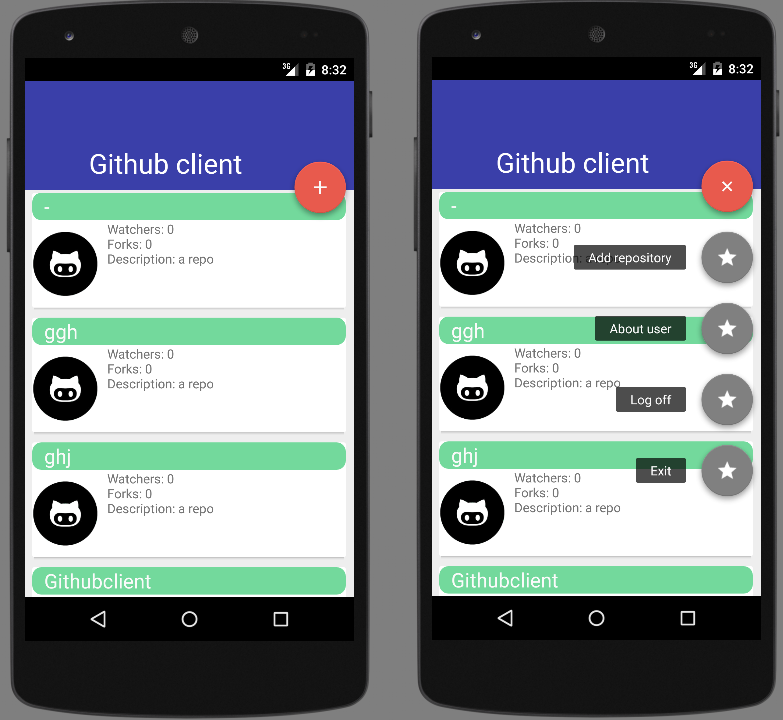 3G 8:32
Github client
+
-
Watchers: 0
Forks: 0
Description: a repo
ggh
Watchers: 0
Forks: 0
Description: a repo
ghj
Watchers: 0
Forks: 0
Description: a repo
Githubclient
3G 8:32
Github client
×
-
Watchers: 0
Forks: 0
Description: a
Add repository
ggh
About user
Watchers: 0
Forks: 0
Description: a repo
Log off
ghj
Exit
Watchers: 0
Forks: 0
Description: a repo
Githubclient